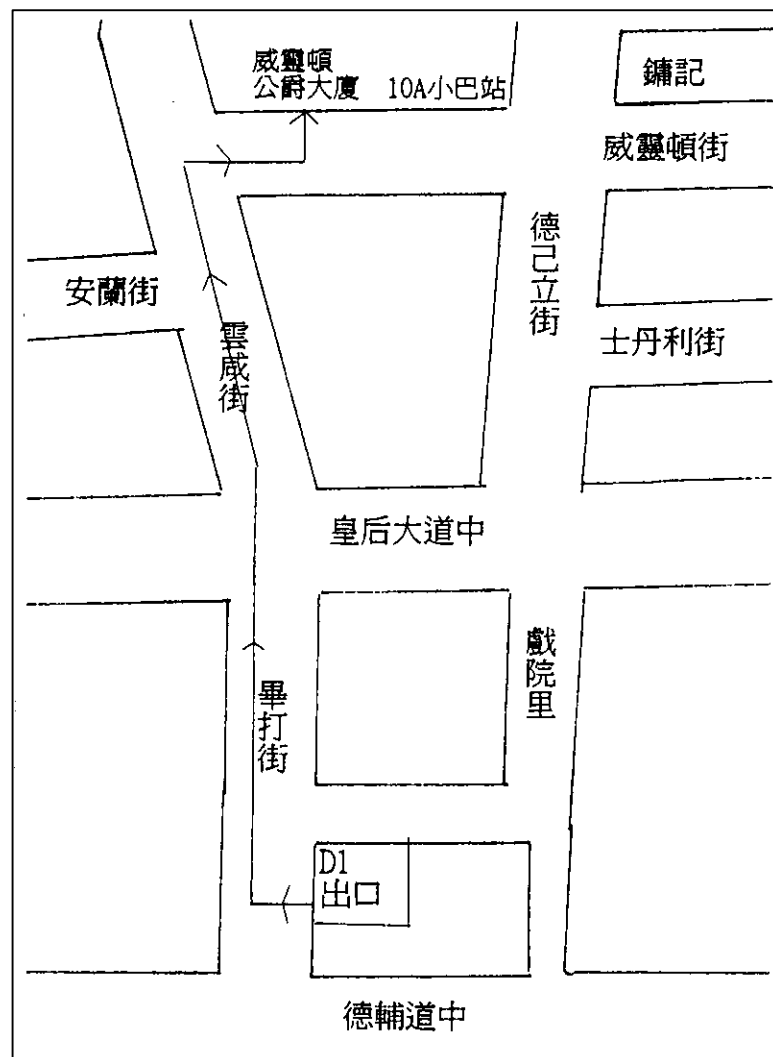 威靈頓
公爵大廈 10A小巴站
鏞記
威靈頓街
德己立街
安蘭街
雲咸街
士丹利街
皇后大道中
戲院里
畢打街
D1
出口
德輔道中